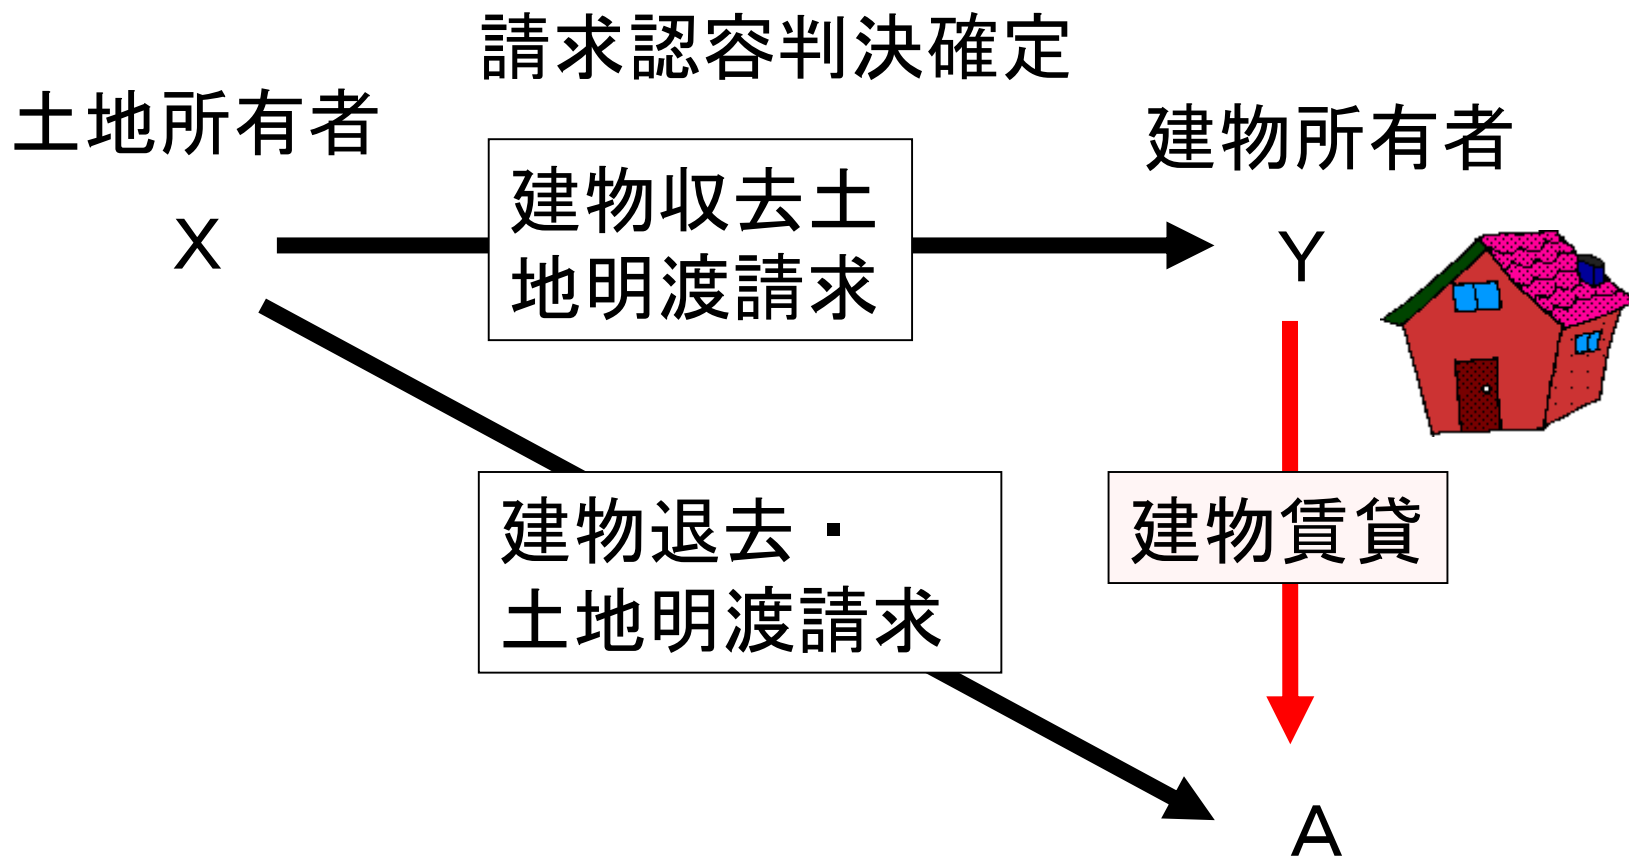 請求認容判決確定
土地所有者
建物所有者
建物収去土
地明渡請求
X
Y
建物退去・
土地明渡請求
建物賃貸
A